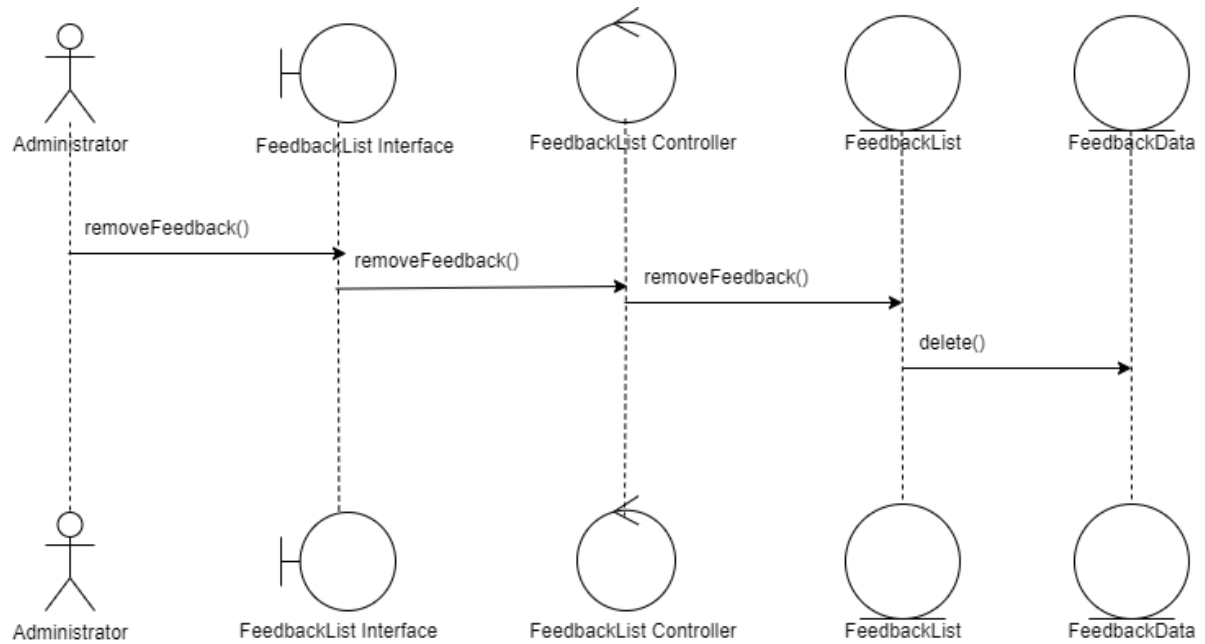 Administrator
FeedbackList Interface
FeedbackList Controller
FeedbackList
FeedbackData
removeFeedback()
removeFeedback()
removeFeedback()
delete()
Administrator
FeedbackList Interface
FeedbackList Controller
FeedbackList
FeedbackData